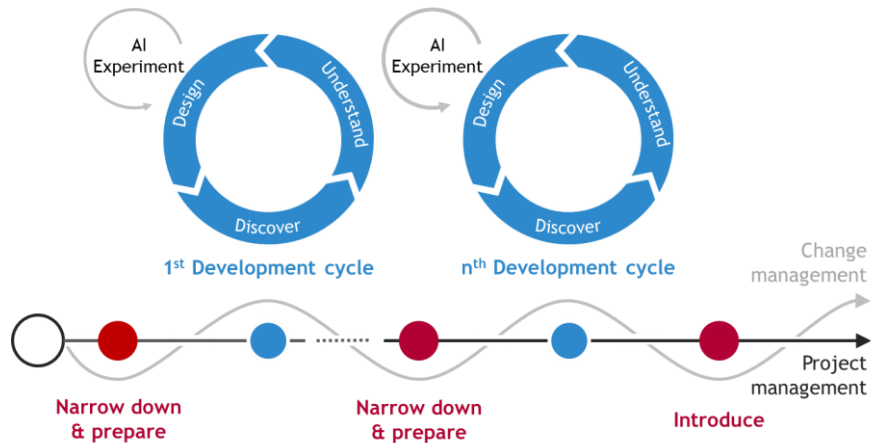 AI
Experiment
Design
Understand
Discover
1st Development cycle
AI
Experiment
Design
Understand
Discover
nth Development cycle
Change
management
Project
management
Narrow down
& prepare
Narrow down
& prepare
Introduce